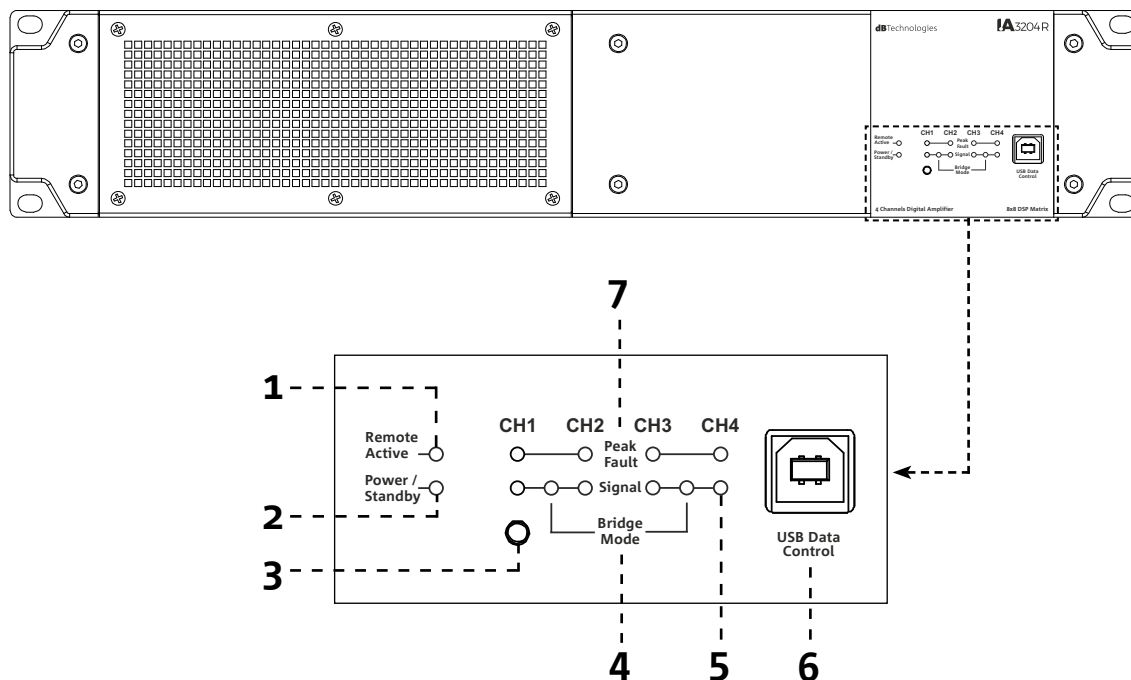 dBTechnologies IA3204R
CH1 CH2 CH3 CH4
Remote
Active
Peak
Fault
Power /
Standby
Signal
Bridge
Mode
USB Data
Control
4 Channels Digital Amplifier 8x8 DSP Matrix
7
1
CH1 CH2 CH3 CH4
Remote
Active
Peak
Fault
Power /
Standby
Signal
2
Bridge
Mode
USB Data
Control
3
4 5 6